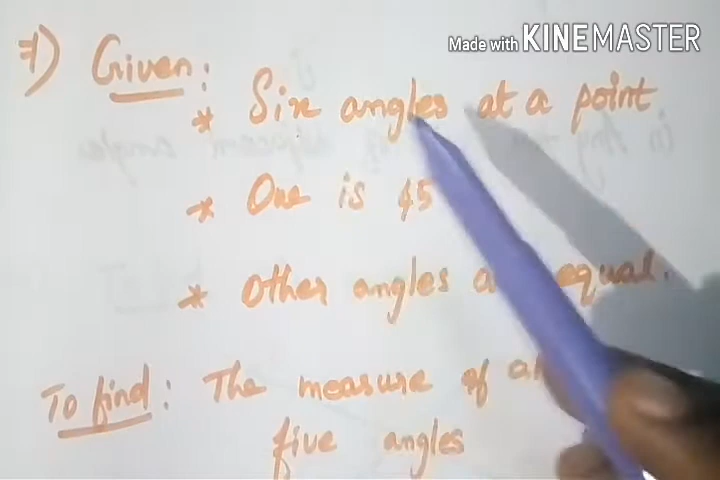 Made with KINEMASTER
7) Given:
* Six angles at a point
* One is 45
* Other angles a equal.
To find: The measure of a
five angles